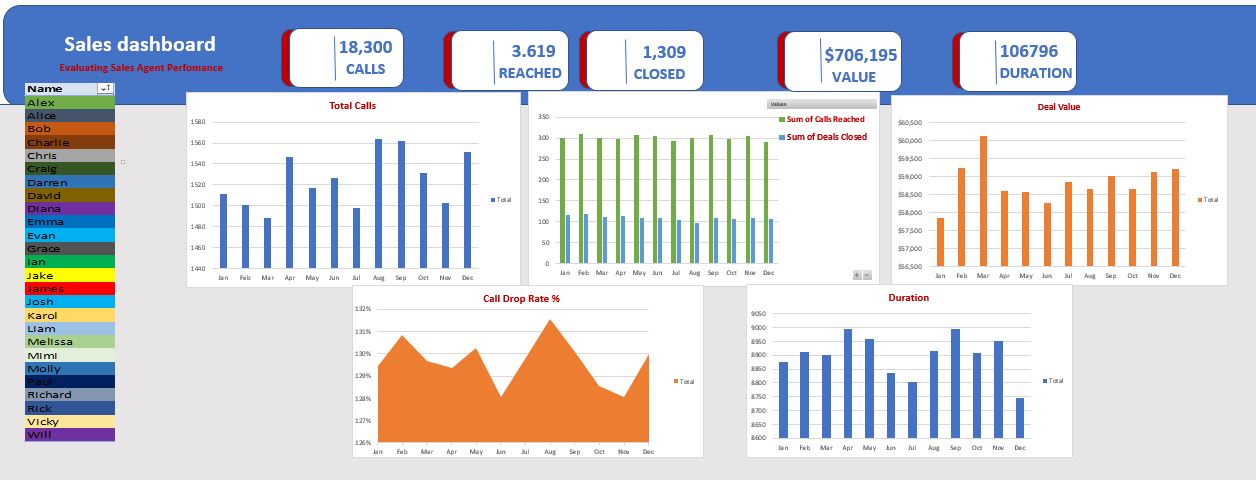 Sales dashboard
Evaluating Sales Agent Perfomance
18,300
CALLS
3.619
REACHED
1,309
CLOSED
$706,195
VALUE
106796
DURATION
Name
Alex
Alice
Bob
Charlie
Chris
Craig
Darren
David
Diana
Emma
Evan
Grace
Ian
Jake
James
Josh
Karol
Liam
Melissa
Mimi
Molly
Paul
Richard
Rick
Vicky
Will
Total Calls
1580
1560
1540
1520
1500
1480
1460
1440
Jan Feb Mar Apr May Jun Jul Aug Sep Oct Nov Dec
Total
Values
Sum of Calls Reached
Sum of Deals Closed
350
300
250
200
150
100
50
0
Jan Feb Mar Apr May Jun Jul Aug Sep Oct Nov Dec
Deal Value
$60,500
$60,000
$59,500
$59,000
$58,500
$58,000
$57,500
$57,000
$56,500
Jan Feb Mar Apr May Jun Jul Aug Sep Oct Nov Dec
Total
Call Drop Rate %
132%
131%
130%
129%
128%
127%
126%
Jan Feb Mar Apr May Jun Jul Aug Sep Oct Nov Dec
Total
Duration
9050
9000
8950
8900
8850
8800
8750
8700
8650
8600
Jan Feb Mar Apr May Jun Jul Aug Sep Oct Nov Dec
Total